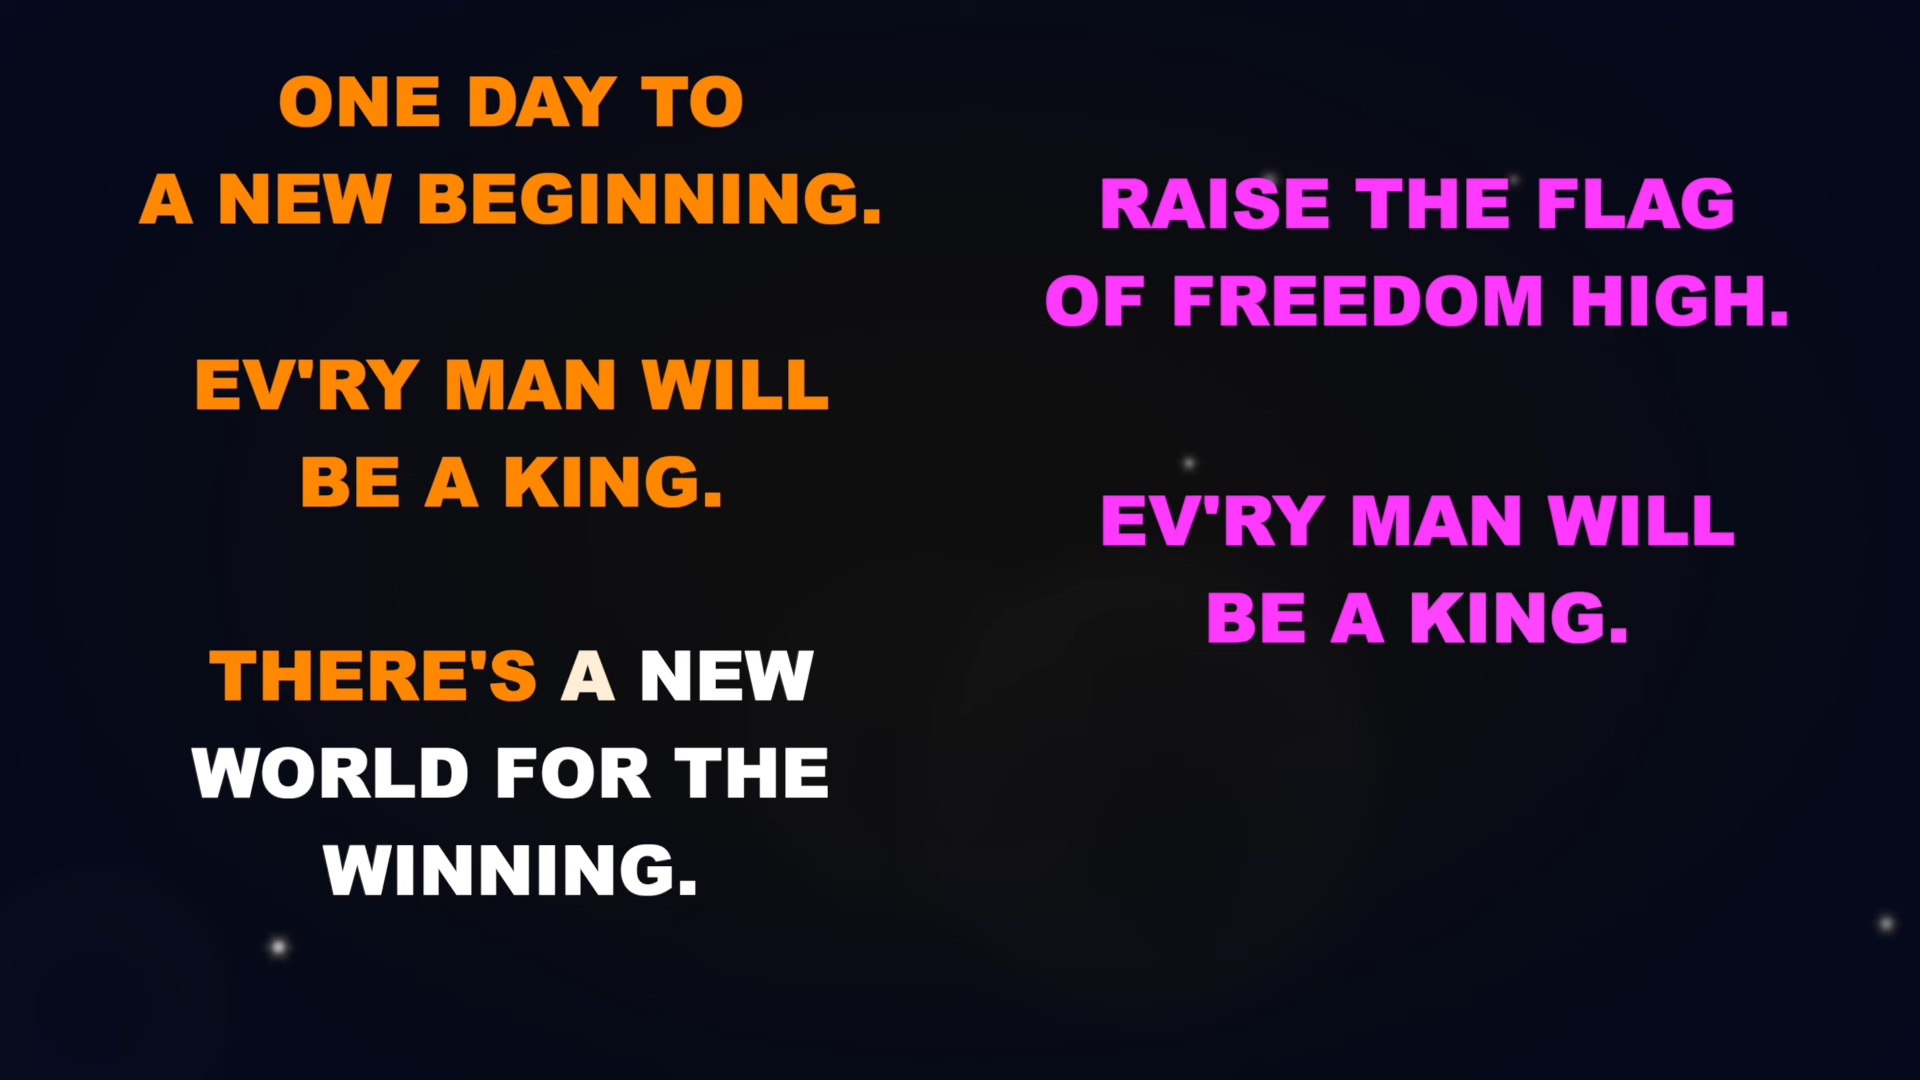 ONE DAY TO
A NEW BEGINNING.
EV'RY MAN WILL
BE A KING.
THERE'S A NEW
WORLD FOR THE
WINNING.
RAISE THE FLAG
OF FREEDOM HIGH.
EV'RY MAN WILL
BE A KING.